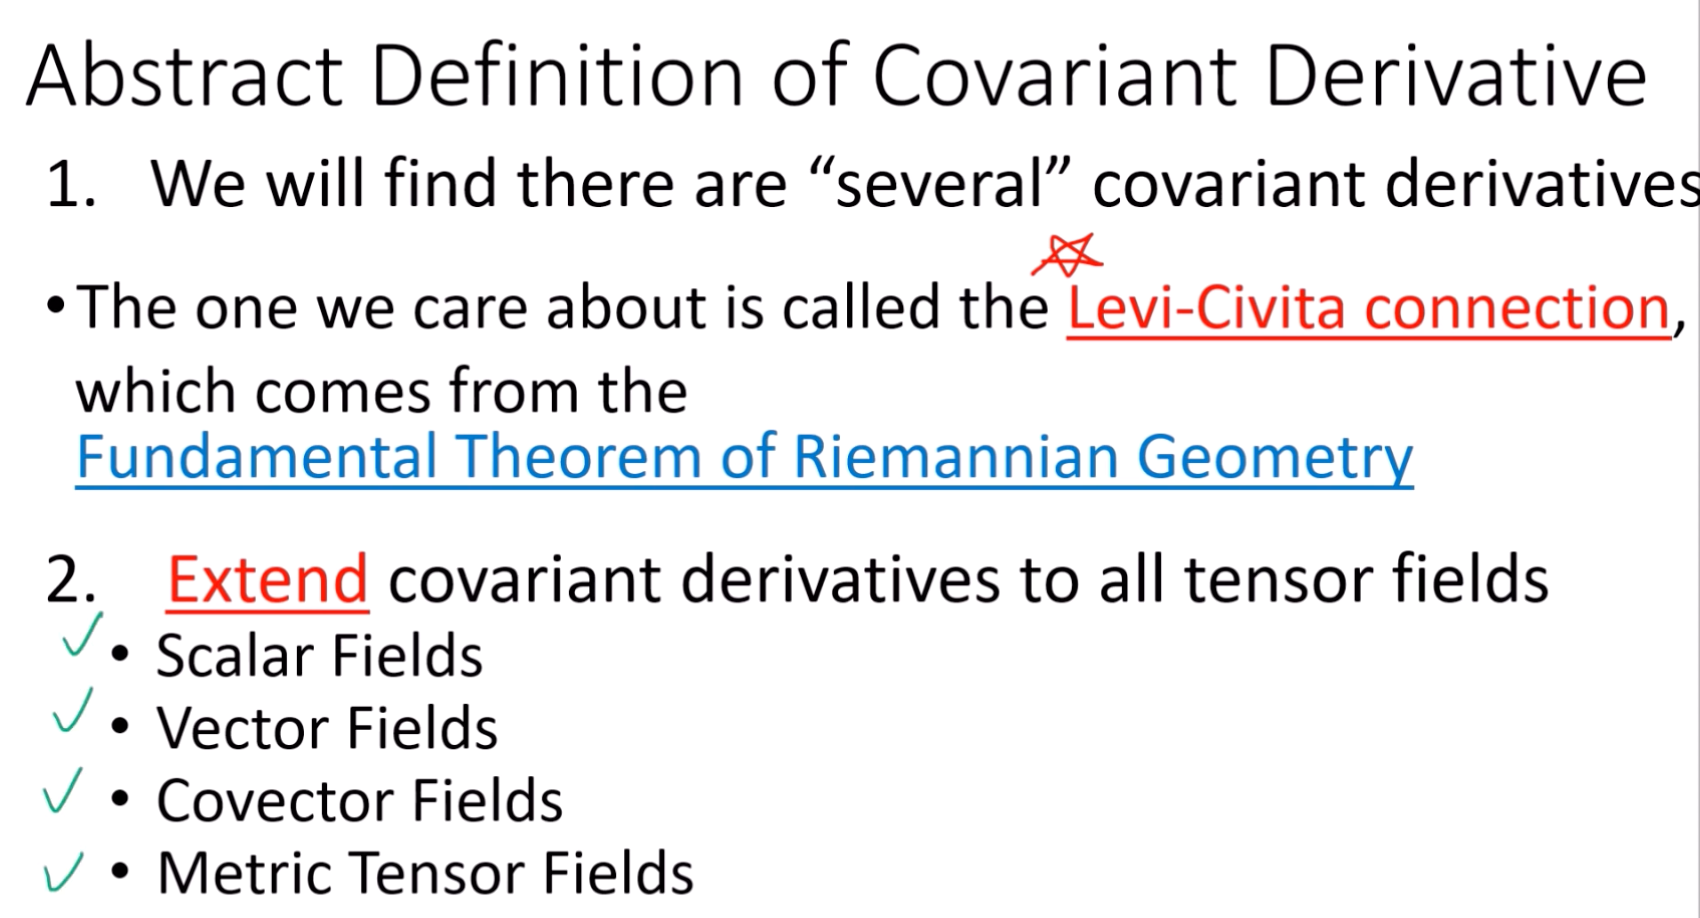 Abstract Definition of Covariant Derivative
1. We will find there are “several” covariant derivatives
• The one we care about is called the Levi-Civita connection,
which comes from the
Fundamental Theorem of Riemannian Geometry
2. Extend covariant derivatives to all tensor fields
• Scalar Fields
• Vector Fields
• Covector Fields
• Metric Tensor Fields